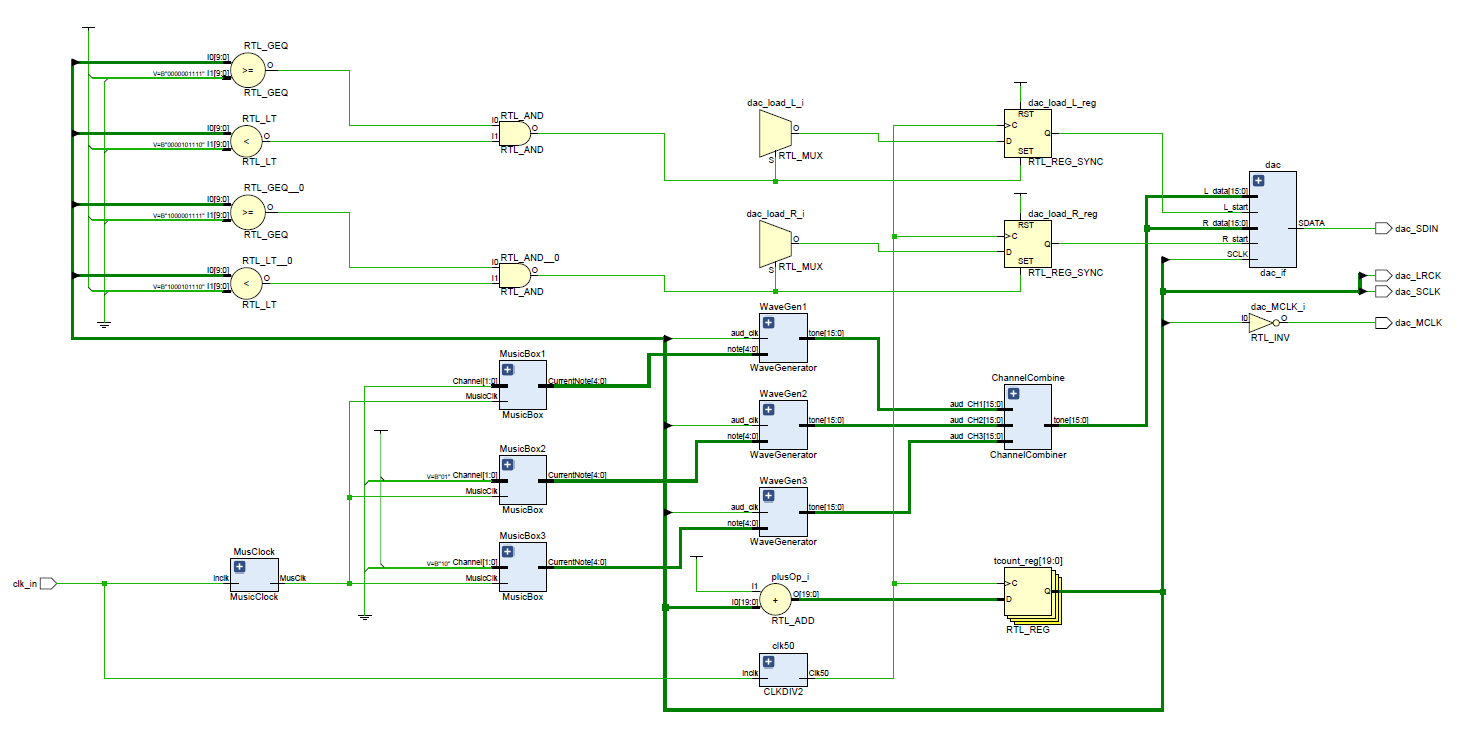 RTL_GEQ
I0[9:0]
O
>=
V=B"0000001111" I1[9:0]
RTL_GEQ
RTL_LT
I0[9:0]
O
<
V=B"0000101110" I1[9:0]
RTL_LT
RTL_GEQ__0
I0[9:0]
O
>=
V=B"1000001111" I1[9:0]
RTL_GEQ
RTL_LT__0
I0[9:0]
O
<
V=B"1000101110" I1[9:0]
RTL_LT
RTL_AND
I0
O
I1
RTL_AND
RTL_AND__0
I0
O
I1
RTL_AND
dac_load_L_i
O
S
RTL_MUX
dac_load_R_i
O
S
RTL_MUX
dac_load_L_reg
RST
C
Q
D
SET
RTL_REG_SYNC
dac_load_R_reg
RST
C
Q
D
SET
RTL_REG_SYNC
dac
L_data[15:0]
L_start
R_data[15:0]
SDATA
R_start
SCLK
dac_if
dac_SDIN
dac_LRCK
dac_SCLK
dac_MCLK_i
I0
O
RTL_INV
dac_MCLK
WaveGen1
aud_clk
tone[15:0]
note[4:0]
WaveGenerator
WaveGen2
aud_clk
tone[15:0]
note[4:0]
WaveGenerator
WaveGen3
aud_clk
tone[15:0]
note[4:0]
WaveGenerator
ChannelCombine
aud_CH1[15:0]
aud_CH2[15:0]
tone[15:0]
aud_CH3[15:0]
ChannelCombiner
MusicBox1
Channel[1:0]
CurrentNote[4:0]
MusicClk
MusicBox
MusicBox2
V=B"01" Channel[1:0]
CurrentNote[4:0]
MusicClk
MusicBox
MusicBox3
V=B"10" Channel[1:0]
CurrentNote[4:0]
MusicClk
MusicBox
clk_in
MusClock
Inclk
MusClk
MusicClock
plusOp_i
I1
O[19:0]
+
I0[19:0]
RTL_ADD
tcount_reg[19:0]
C
Q
D
RTL_REG
clk50
Inclk
Clk50
CLKDIV2